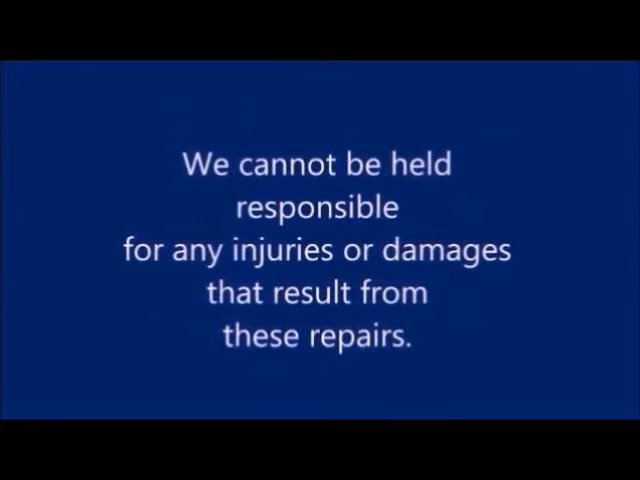 We cannot be held
responsible
for any injuries or damages
that result from
these repairs.